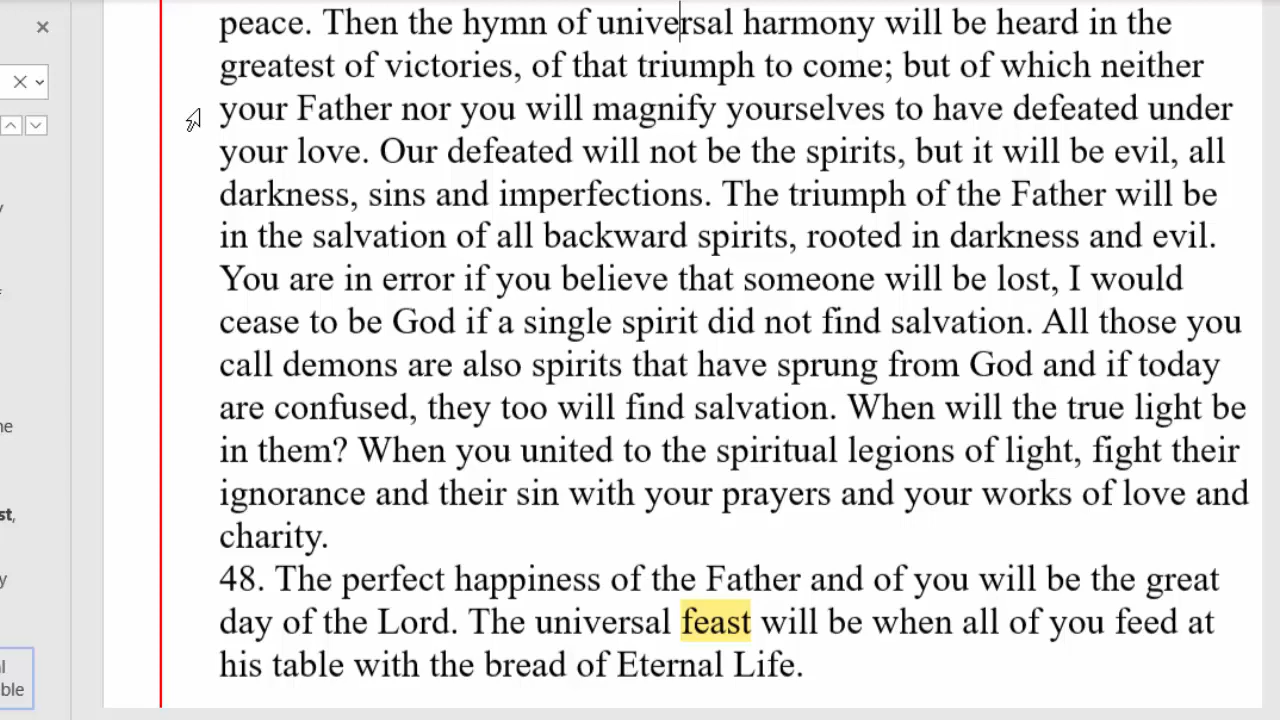 peace. Then the hymn of universal harmony will be heard in the
greatest of victories, of that triumph to come; but of which neither
your Father nor you will magnify yourselves to have defeated under
your love. Our defeated will not be the spirits, but it will be evil, all
darkness, sins and imperfections. The triumph of the Father will be
in the salvation of all backward spirits, rooted in darkness and evil.
You are in error if you believe that someone will be lost, I would
cease to be God if a single spirit did not find salvation. All those you
call demons are also spirits that have sprung from God and if today
are confused, they too will find salvation. When will the true light be
in them? When you united to the spiritual legions of light, fight their
ignorance and their sin with your prayers and your works of love and
charity.
48. The perfect happiness of the Father and of you will be the great
day of the Lord. The universal feast will be when all of you feed at
his table with the bread of Eternal Life.